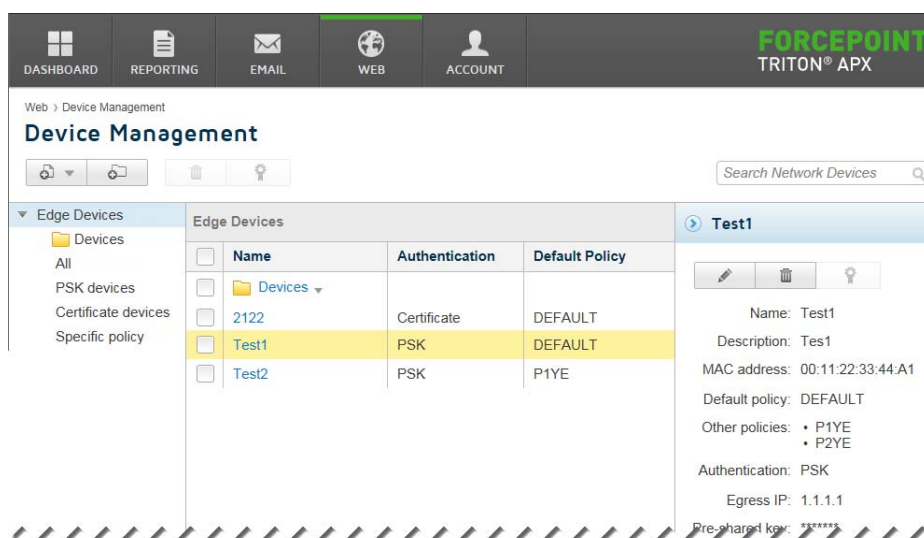 DASHBOARD REPORTING EMAIL WEB ACCOUNT
FORCEPOINT
TRITON® APX
Web › Device Management
Device Management
Search Network Devices
Edge Devices
Devices
All
PSK devices
Certificate devices
Specific policy
Edge Devices
Name Authentication Default Policy
Devices
2122 Certificate DEFAULT
Test1 PSK DEFAULT
Test2 PSK P1YE
Test1
Name: Test1
Description: Tes1
MAC address: 00:11:22:33:44:A1
Default policy: DEFAULT
Other policies: • P1YE
• P2YE
Authentication: PSK
Egress IP: 1.1.1.1
Pre-shared key: *******